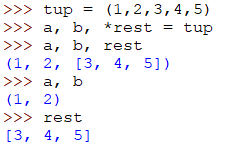 >>> tup = (1,2,3,4,5)
>>> a, b, *rest = tup
>>> a, b, rest
(1, 2, [3, 4, 5])
>>> a, b
(1, 2)
>>> rest
[3, 4, 5]